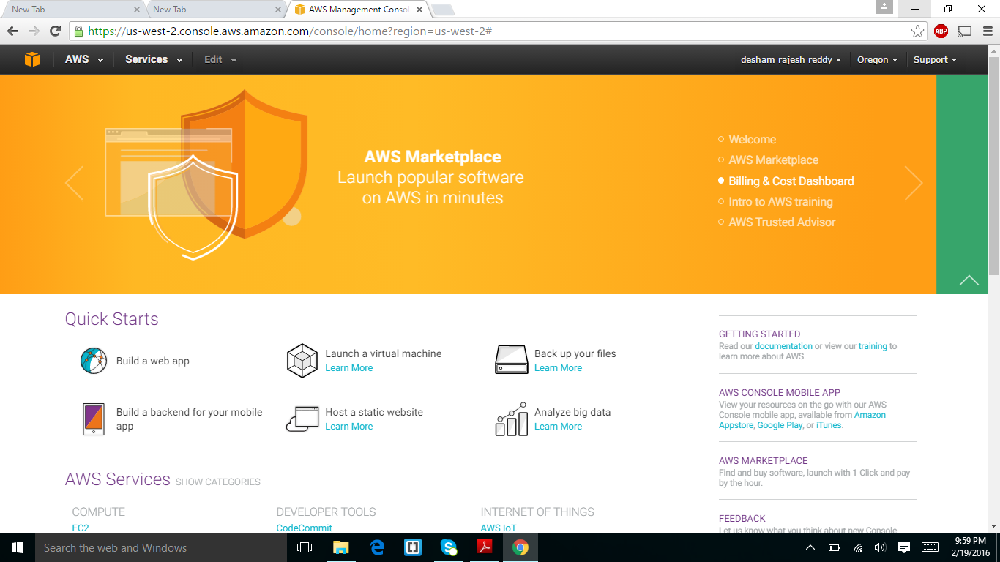 New Tab
New Tab
AWS Management Conso
https://us-west-2.console.aws.amazon.com/console/home?region=us-west-2#
ABP
AWS
Services
Edit
desham rajesh reddy
Oregon
Support
AWS Marketplace
Launch popular software
on AWS in minutes
Welcome
AWS Marketplace
Billing & Cost Dashboard
Intro to AWS training
AWS Trusted Advisor
Quick Starts
Build a web app
Launch a virtual machine
Learn More
Back up your files
Learn More
Build a backend for your mobile
app
Host a static website
Learn More
Analyze big data
Learn More
AWS Services SHOW CATEGORIES
COMPUTE
EC2
DEVELOPER TOOLS
CodeCommit
INTERNET OF THINGS
AWS IoT
GETTING STARTED
Read our documentation or view our training to
learn more about AWS.
AWS CONSOLE MOBILE APP
View your resources on the go with our AWS
Console mobile app, available from Amazon
Appstore, Google Play, or iTunes.
AWS MARKETPLACE
Find and buy software, launch with 1-Click and pay
by the hour.
FEEDBACK
Let us know what you think about new Console
Search the web and Windows
9:59 PM
2/19/2016